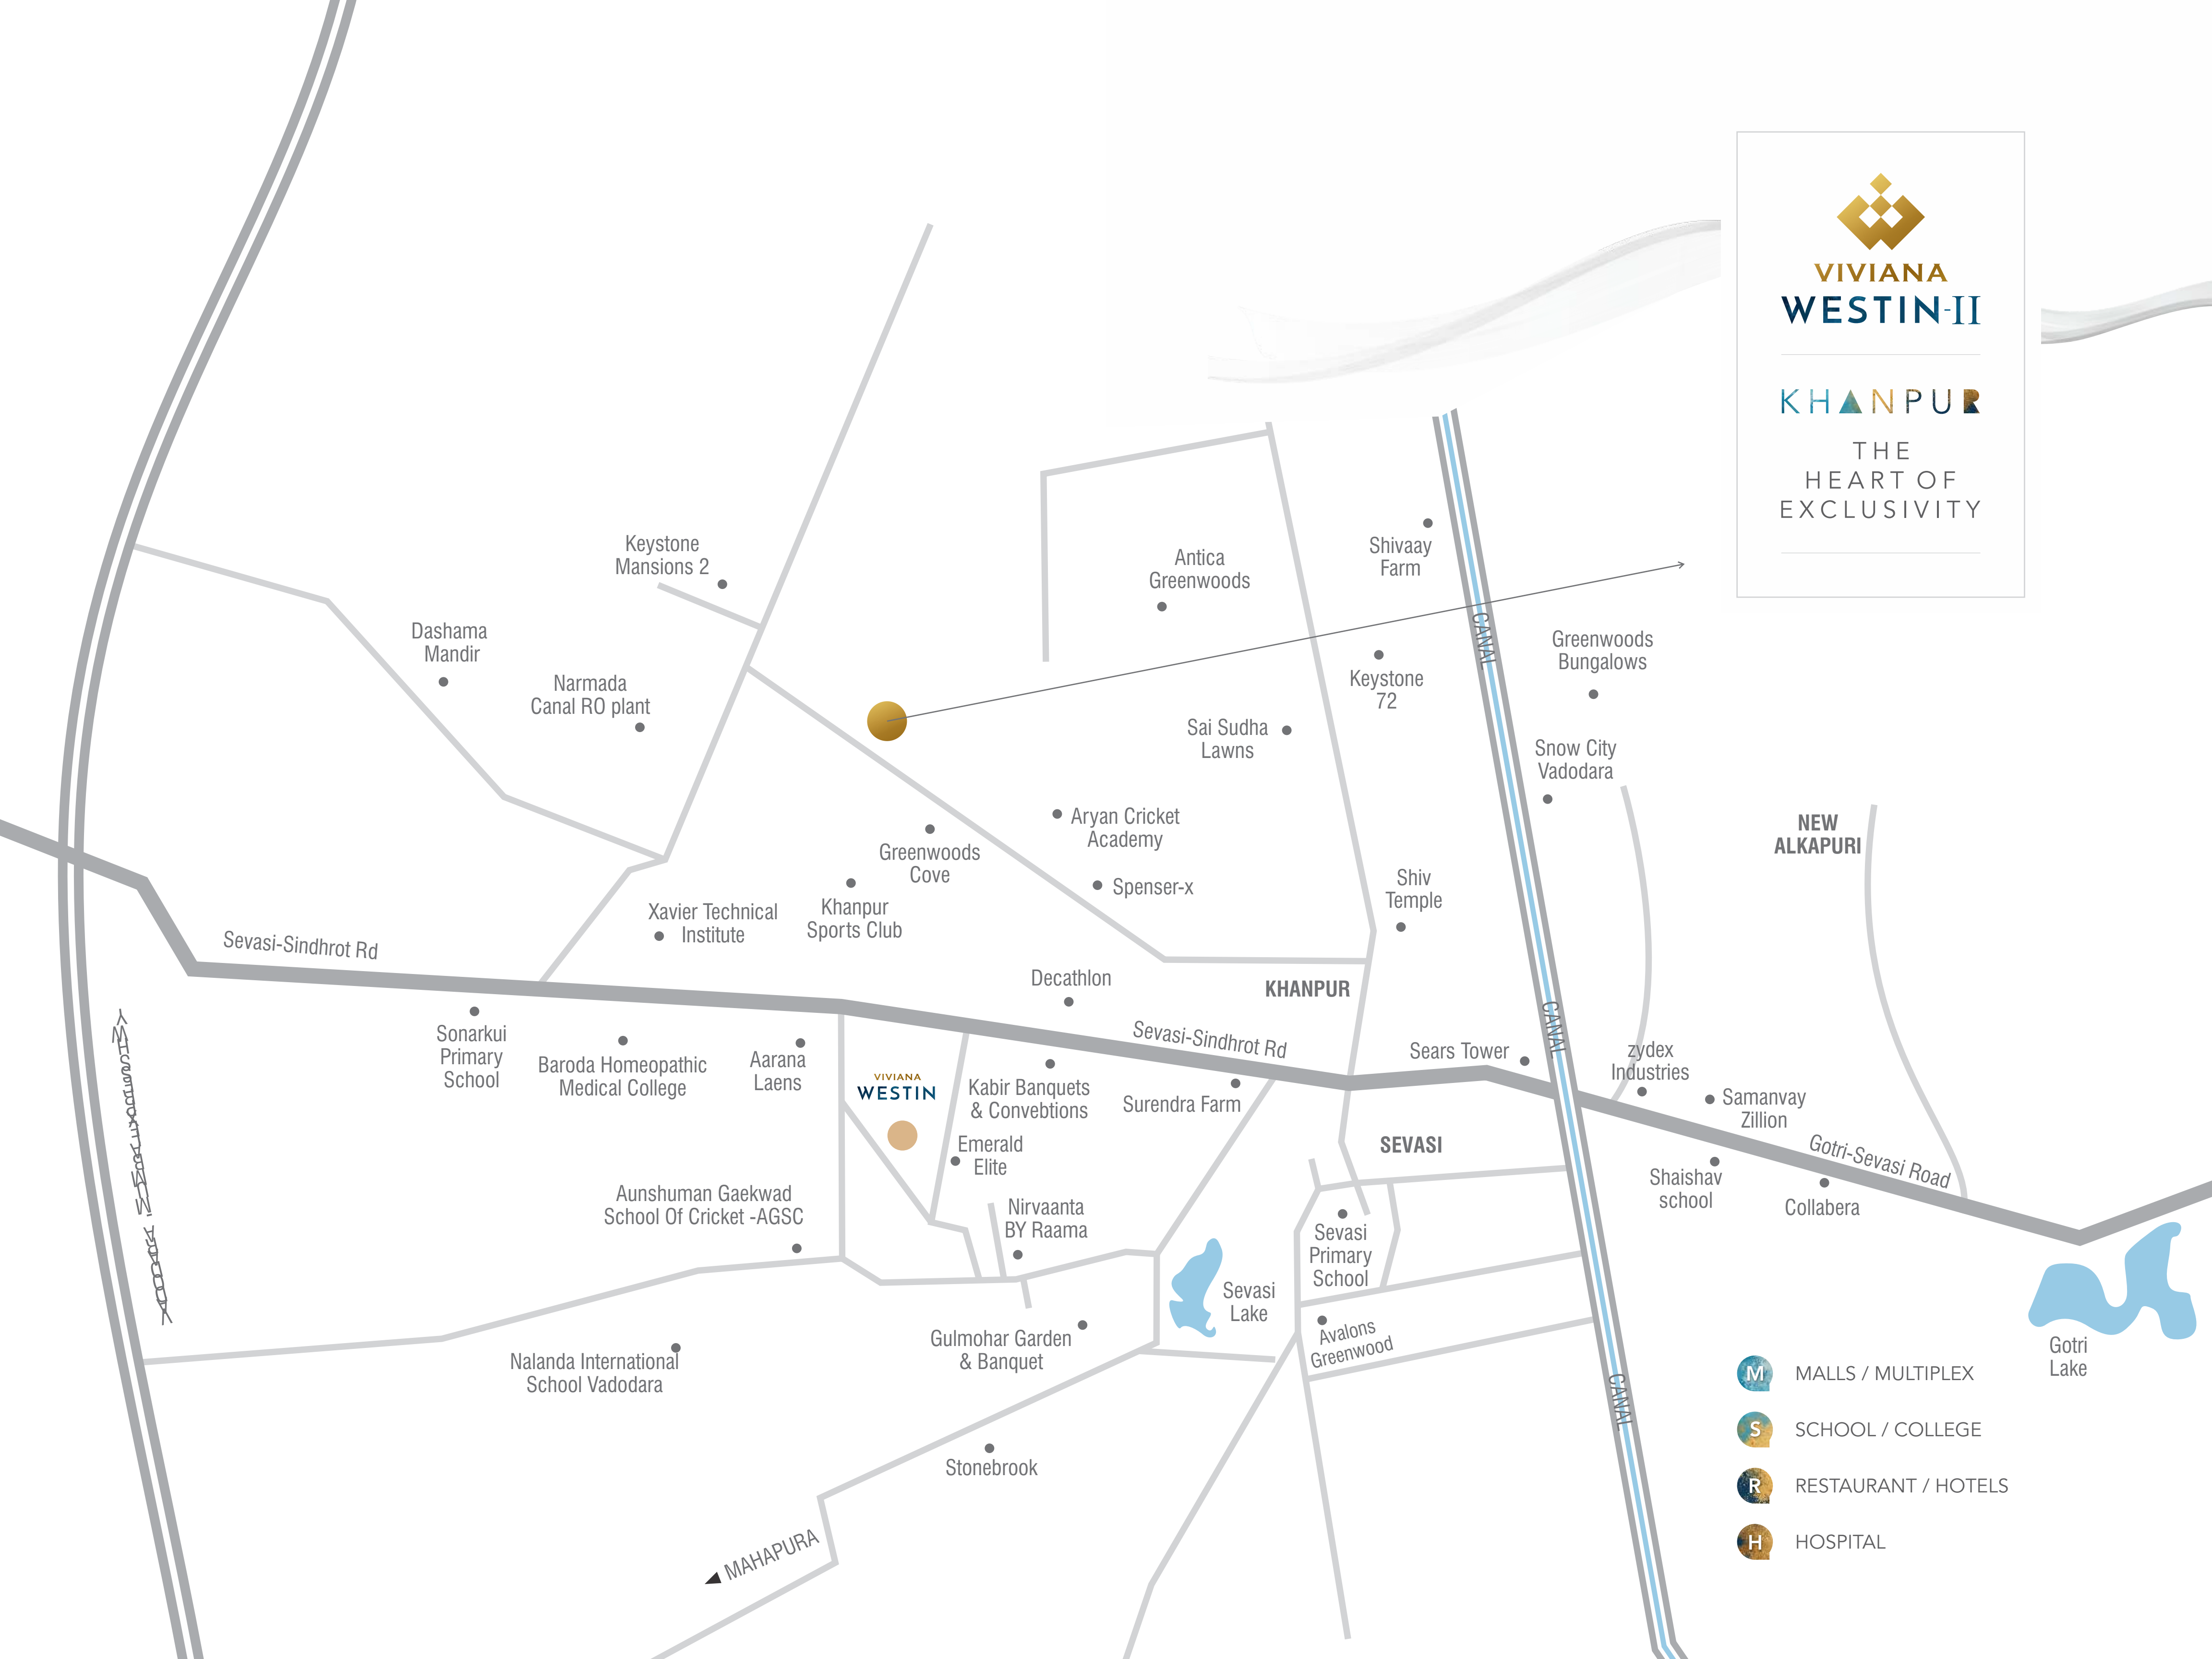 VIVIANA
WESTIN-II
KHANPUR
THE
HEART OF
EXCLUSIVITY
Keystone
Mansions 2
Dashama
Mandir
Narmada
Canal RO plant
Antica
Greenwoods
Shivaay
Farm
CANAL
Keystone
72
Greenwoods
Bungalows
Sai Sudha
Lawns
Snow City
Vadodara
NEW
ALKAPURI
Aryan Cricket
Academy
Greenwoods
Cove
Spenser-x
Shiv
Temple
Khanpur
Sports Club
Xavier Technical
Institute
Sevasi-Sindhrot Rd
Decathlon
KHANPUR
Sevasi-Sindhrot Rd
CANAL
Sears Tower
zydex
Industries
Samanvay
Zillion
Gotri-Sevasi Road
Shaishav
school
Collabera
Sonarkui
Primary
School
Baroda Homeopathic
Medical College
Aarana
Laens
VIVIANA
WESTIN
Kabir Banquets
& Convebtions
Surendra Farm
Emerald
Elite
SEVASI
Aunshuman Gaekwad
School Of Cricket -AGSC
Nirvaanta
BY Raama
Sevasi
Primary
School
Sevasi
Lake
Avalons
Greenwood
Gulmohar Garden
& Banquet
Nalanda International
School Vadodara
Gotri
Lake
CANAL
Stonebrook
MAHAPURA
M MALLS / MULTIPLEX
S SCHOOL / COLLEGE
R RESTAURANT / HOTELS
H HOSPITAL